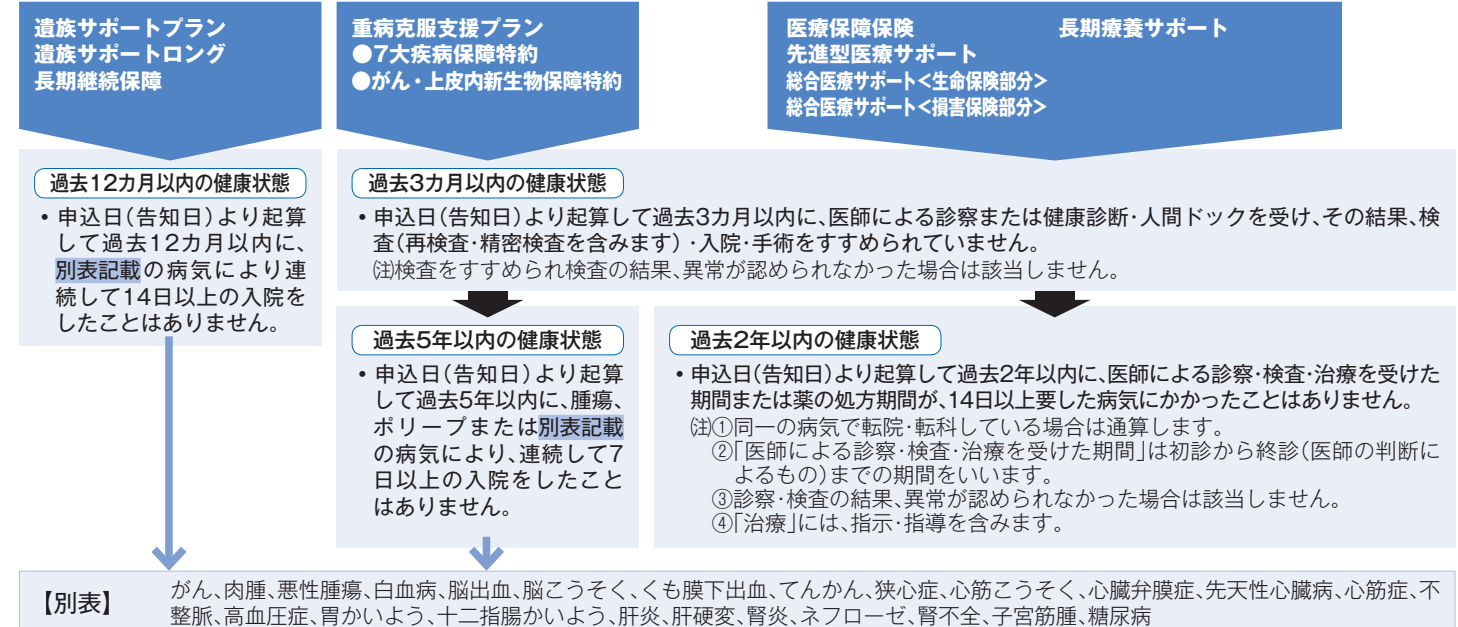 遺族サポートプラン
遺族サポートロング
長期継続保障
重病克服支援プラン
●7大疾病保障特約
●がん・上皮内新生物保障特約
医療保障保険
長期療養サポート
先進型医療サポート
総合医療サポート<生命保険部分>
総合医療サポート<損害保険部分>
過去12カ月以内の健康状態
・申込日(告知日)より起算
して過去12カ月以内に、
別表記載の病気により連
続して14日以上の入院を
したことはありません。
過去3カ月以内の健康状態
・申込日(告知日)より起算して過去3カ月以内に、医師による診察または健康診断・人間ドックを受け、その結果、検
査(再検査・精密検査を含みます)・入院・手術をすすめられていません。
(注)検査をすすめられ検査の結果、異常が認められなかった場合は該当しません。
過去5年以内の健康状態
・申込日(告知日)より起算
して過去5年以内に、腫瘍、
ポリープまたは別表記載
の病気により、連続して7
日以上の入院をしたこと
はありません。
過去2年以内の健康状態
・申込日(告知日)より起算して過去2年以内に、医師による診察・検査・治療を受けた
期間または薬の処方期間が、14日以上要した病気にかかったことはありません。
(注)①同一の病気で転院・転科している場合は通算します。
②「医師による診察・検査・治療を受けた期間」は初診から終診(医師の判断に
よるもの)までの期間をいいます。
③診察・検査の結果、異常が認められなかった場合は該当しません。
④「治療」には、指示・指導を含みます。
【別表】
がん、肉腫、悪性腫瘍、白血病、脳出血、脳こうそく、くも膜下出血、てんかん、狭心症、心筋こうそく、心臓弁膜症、先天性心臓病、心筋症、不
整脈、高血圧症、胃かいよう、十二指腸かいよう、肝炎、肝硬変、腎炎、ネフローゼ、腎不全、子宮筋腫、糖尿病